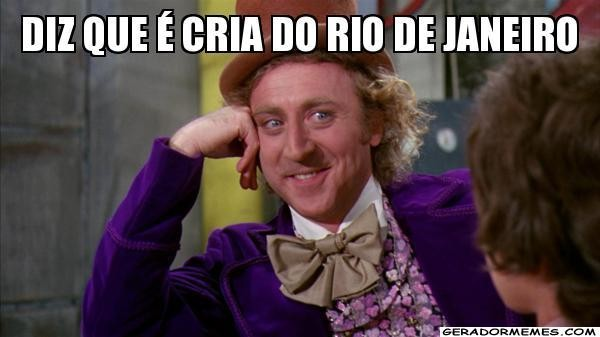 DIZ QUE É CRIA DO RIO DE JANEIRO
GERADORMEMES.COM